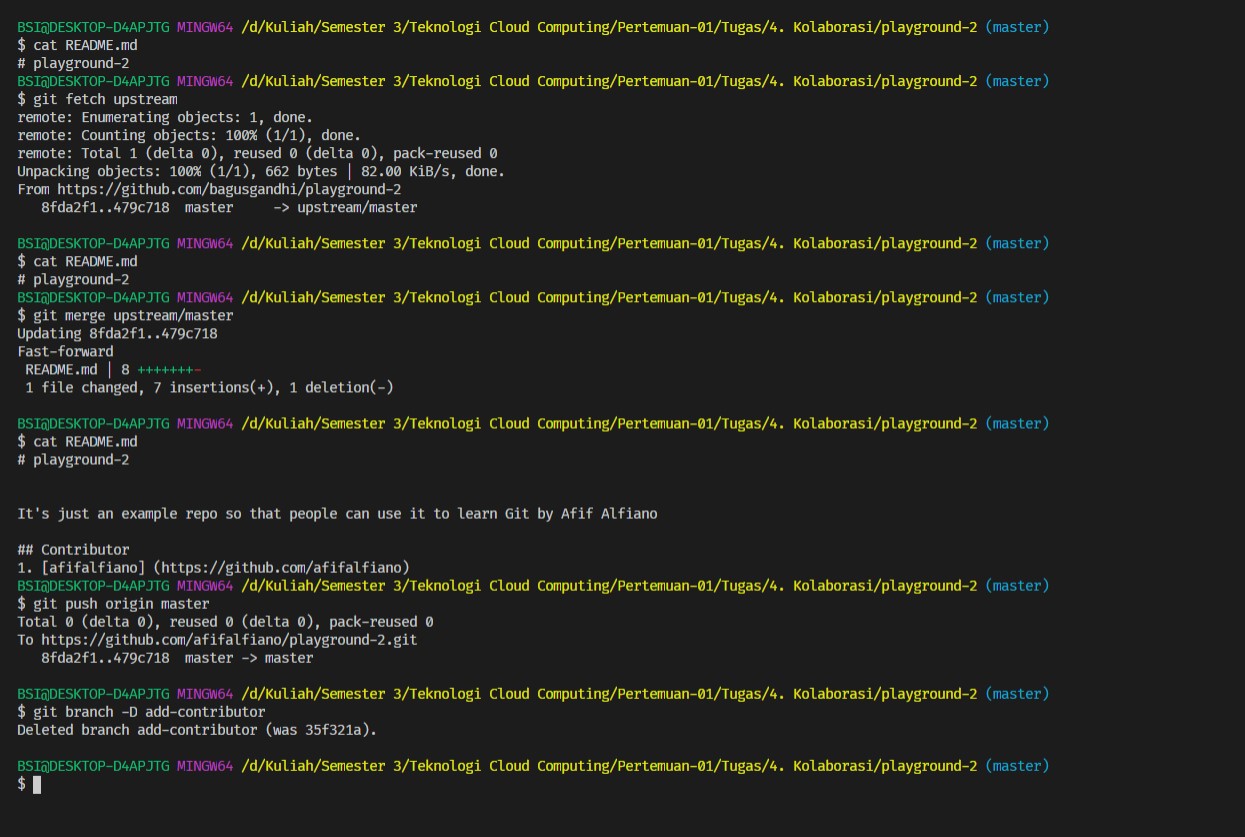 BSI@DESKTOP-D4APJTG MINGW64 /d/Kuliah/Semester 3/Teknologi Cloud Computing/Pertemuan-01/Tugas/4. Kolaborasi/playground-2 (master)
$ cat README.md
# playground-2
BSI@DESKTOP-D4APJTG MINGW64 /d/Kuliah/Semester 3/Teknologi Cloud Computing/Pertemuan-01/Tugas/4. Kolaborasi/playground-2 (master)
$ git fetch upstream
remote: Enumerating objects: 1, done.
remote: Counting objects: 100% (1/1), done.
remote: Total 1 (delta 0), reused 0 (delta 0), pack-reused 0
Unpacking objects: 100% (1/1), 662 bytes | 82.00 KiB/s, done.
From https://github.com/bagusgandhi/playground-2
   8fda2f1..479c718  master     -> upstream/master
BSI@DESKTOP-D4APJTG MINGW64 /d/Kuliah/Semester 3/Teknologi Cloud Computing/Pertemuan-01/Tugas/4. Kolaborasi/playground-2 (master)
$ cat README.md
# playground-2
BSI@DESKTOP-D4APJTG MINGW64 /d/Kuliah/Semester 3/Teknologi Cloud Computing/Pertemuan-01/Tugas/4. Kolaborasi/playground-2 (master)
$ git merge upstream/master
Updating 8fda2f1..479c718
Fast-forward
 README.md | 8 +++++++-
 1 file changed, 7 insertions(+), 1 deletion(-)
BSI@DESKTOP-D4APJTG MINGW64 /d/Kuliah/Semester 3/Teknologi Cloud Computing/Pertemuan-01/Tugas/4. Kolaborasi/playground-2 (master)
$ cat README.md
# playground-2
It's just an example repo so that people can use it to learn Git by Afif Alfiano
## Contributor
1. [afifalfiano] (https://github.com/afifalfiano)
BSI@DESKTOP-D4APJTG MINGW64 /d/Kuliah/Semester 3/Teknologi Cloud Computing/Pertemuan-01/Tugas/4. Kolaborasi/playground-2 (master)
$ git push origin master
Total 0 (delta 0), reused 0 (delta 0), pack-reused 0
To https://github.com/afifalfiano/playground-2.git
   8fda2f1..479c718  master -> master
BSI@DESKTOP-D4APJTG MINGW64 /d/Kuliah/Semester 3/Teknologi Cloud Computing/Pertemuan-01/Tugas/4. Kolaborasi/playground-2 (master)
$ git branch -D add-contributor
Deleted branch add-contributor (was 35f321a).
BSI@DESKTOP-D4APJTG MINGW64 /d/Kuliah/Semester 3/Teknologi Cloud Computing/Pertemuan-01/Tugas/4. Kolaborasi/playground-2 (master)
$